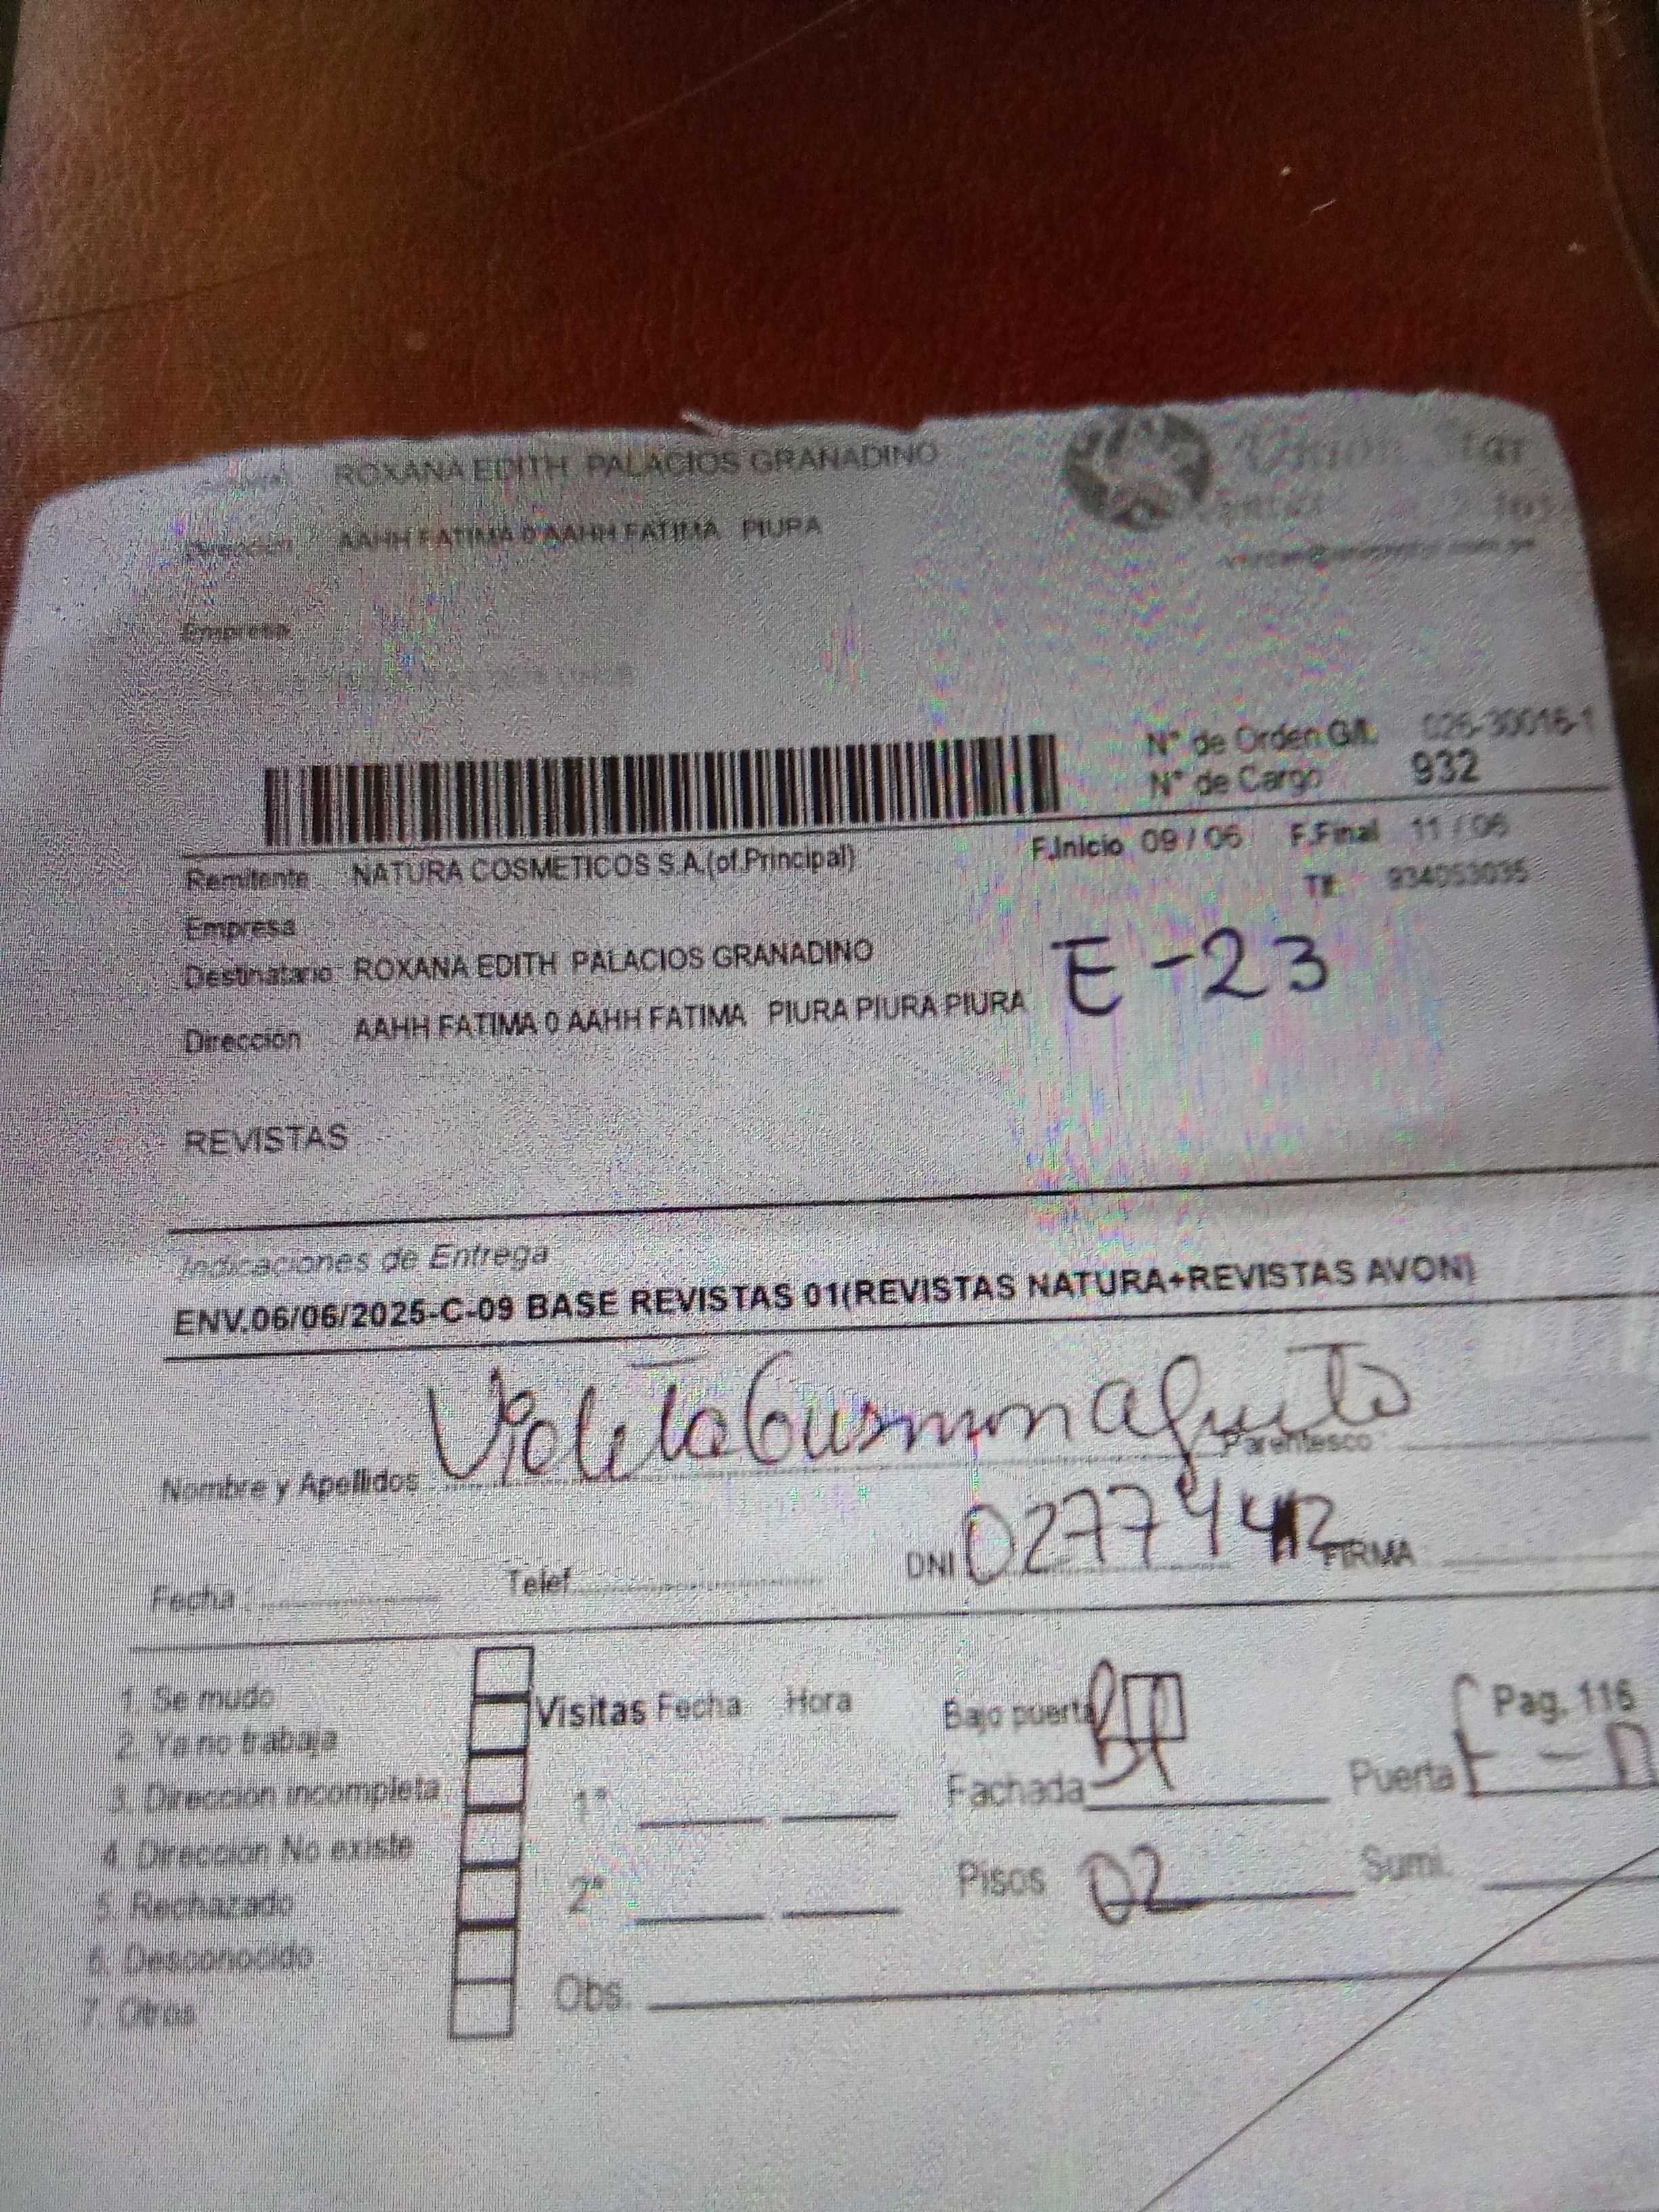 ROXANA EDITH PALACIOS GRANADINO
Dirección AAHH FATIMA 0 AAHH FATIMA PIURA
Empresa
N° de Orden G/L 026-30016-1
N° de Cargo 932
Remitente NATURA COSMETICOS S.A.(of.Principal) F.Inicio 09 / 06 F.Final 11 / 06
Tlf: 934053035
Empresa
Destinatario ROXANA EDITH PALACIOS GRANADINO E-23
Dirección AAHH FATIMA 0 AAHH FATIMA PIURA PIURA PIURA
REVISTAS
Indicaciones de Entrega
ENV.06/06/2025-C-09 BASE REVISTAS 01(REVISTAS NATURA+REVISTAS AVON)
Nombre y Apellidos Violeta Gusmman Parentesco
Fecha Telef. DNI FIRMA
1. Se mudo
2. Ya no trabaja
3. Dirección incompleta
4. Dirección No existe
5. Rechazado
6. Desconocido
7. Otros
Visitas Fecha Hora
1°
2°
Obs.
Bajo puerta Pag. 116
Fachada Puerta
Pisos 02 Sumi.